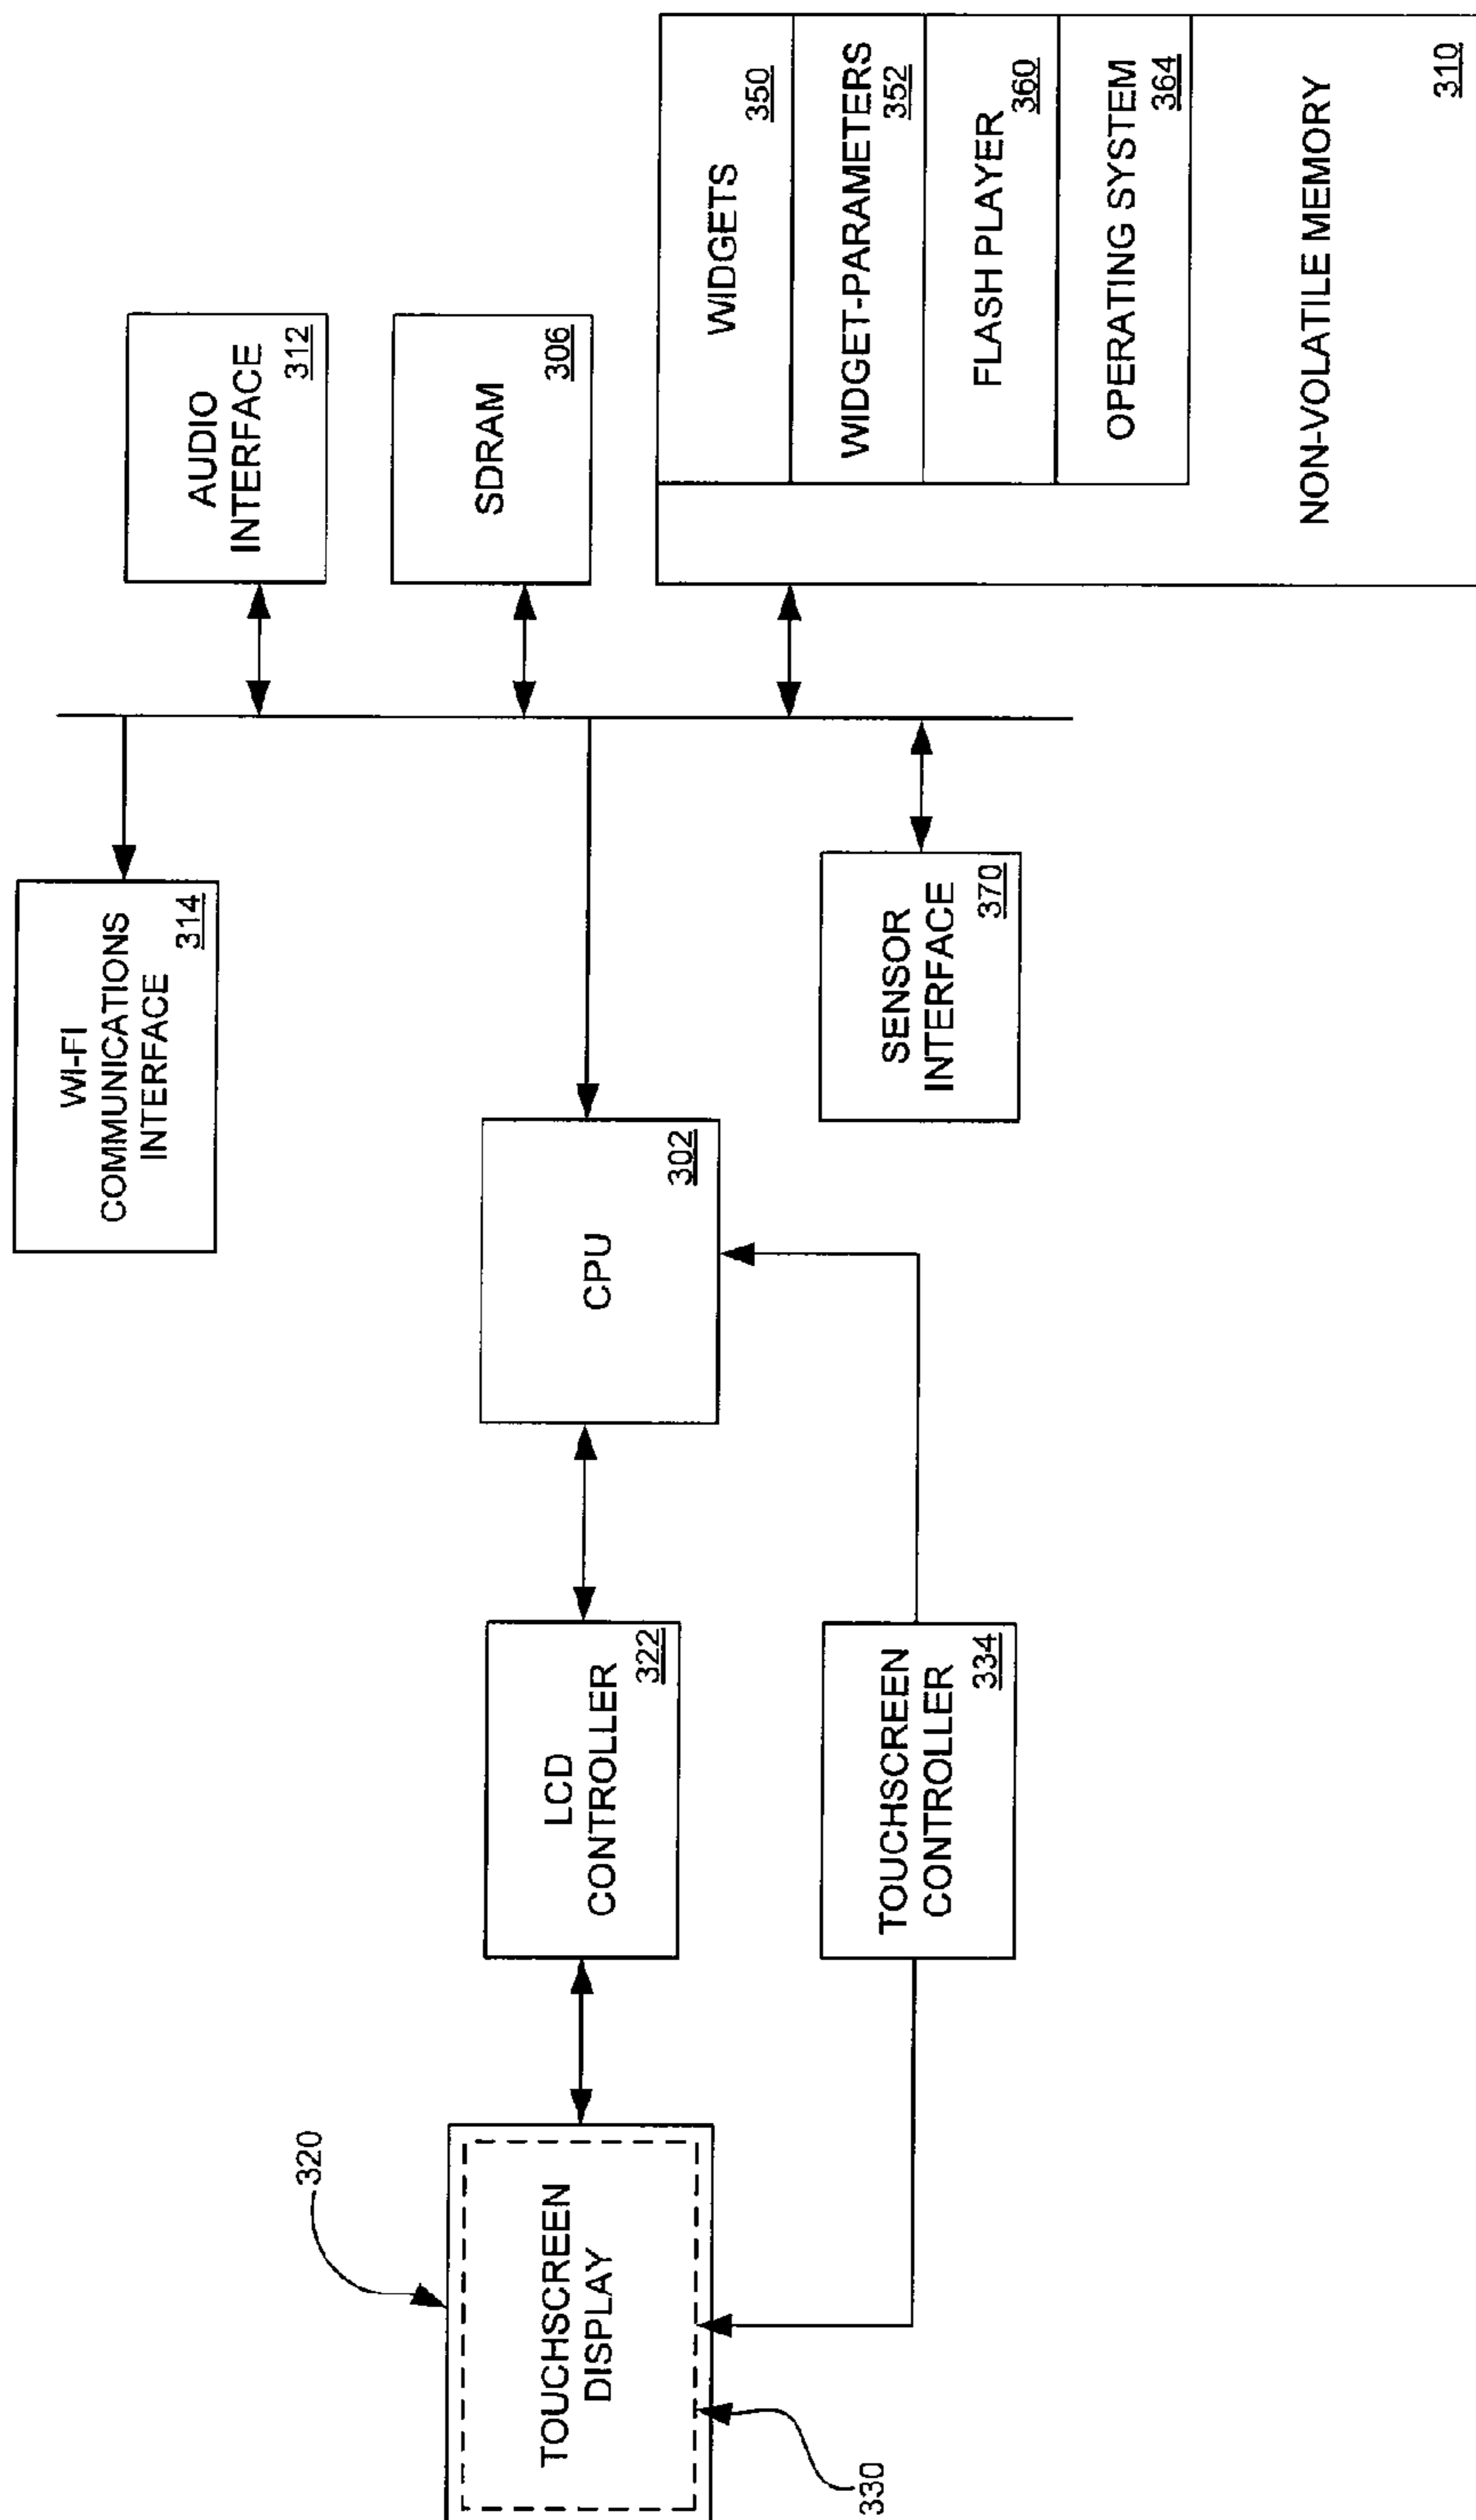 320
TOUCHSCREEN
DISPLAY
330
LCD
CONTROLLER
322
TOUCHSCREEN
CONTROLLER
334
CPU
302
WI-FI
COMMUNICATIONS
INTERFACE
314
SENSOR
INTERFACE
370
AUDIO
INTERFACE
312
SDRAM
306
WIDGETS
350
WIDGET-PARAMETERS
352
FLASH PLAYER
360
OPERATING SYSTEM
364
NON-VOLATILE MEMORY
310